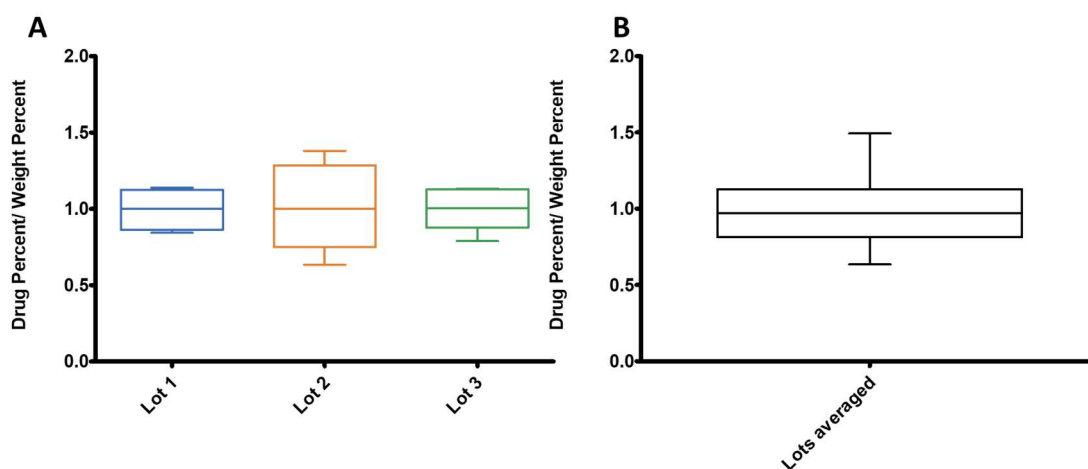 A
Drug Percent/ Weight Percent
2.0
1.5
1.0
0.5
0.0
Lot 1
Lot 2
Lot 3
B
Drug Percent/ Weight Percent
2.0
1.5
1.0
0.5
0.0
Lots averaged